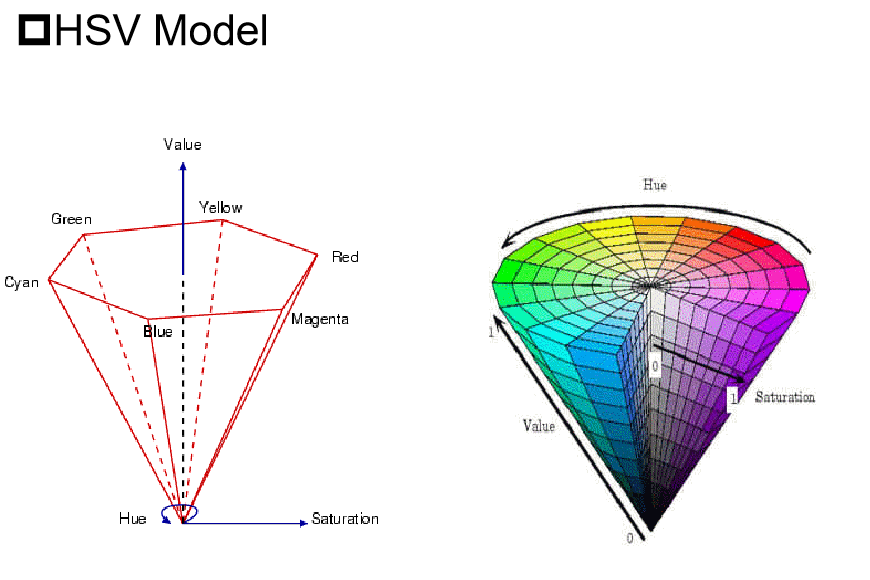 HSV Model
Value
Green
Yellow
Red
Cyan
Blue
Magenta
Hue
Saturation
Hue
1
0
1
Saturation
Value
0